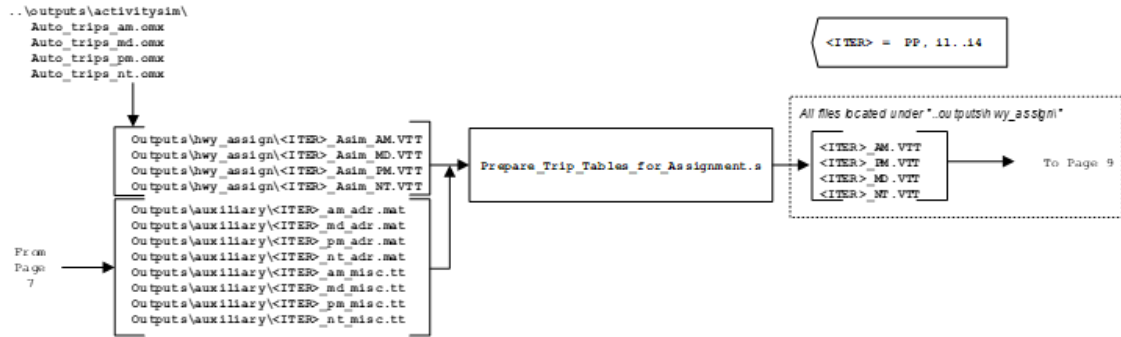 ..\outputs\activitysim\
Auto_trips_am.omx
Auto_trips_md.omx
Auto_trips_pm.omx
Auto_trips_nt.omx
<ITER> = PP, i1..i4
Outputs\hwy_assign\<ITER>_Asim_AM.VTT
Outputs\hwy_assign\<ITER>_Asim_MD.VTT
Outputs\hwy_assign\<ITER>_Asim_PM.VTT
Outputs\hwy_assign\<ITER>_Asim_NT.VTT
Outputs\auxiliary\<ITER>_am_adr.mat
Outputs\auxiliary\<ITER>_md_adr.mat
Outputs\auxiliary\<ITER>_pm_adr.mat
Outputs\auxiliary\<ITER>_nt_adr.mat
Outputs\auxiliary\<ITER>_am_misc.tt
Outputs\auxiliary\<ITER>_md_misc.tt
Outputs\auxiliary\<ITER>_pm_misc.tt
Outputs\auxiliary\<ITER>_nt_misc.tt
From
Page
7
Prepare_Trip_Tables_for_Assignment.s
All files located under "..outputs\hwy_assign\"
<ITER>_AM.VTT
<ITER>_PM.VTT
<ITER>_MD.VTT
<ITER>_NT.VTT
To Page 9